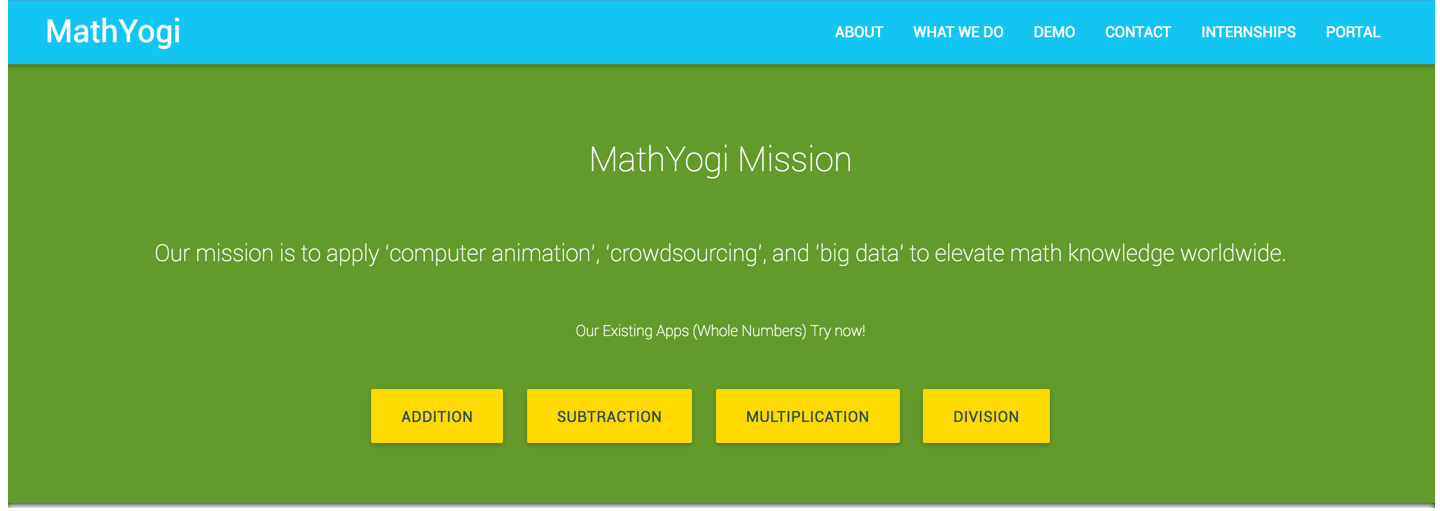 MathYogi
ABOUT WHAT WE DO DEMO CONTACT INTERNSHIPS PORTAL
MathYogi Mission
Our mission is to apply 'computer animation', 'crowdsourcing', and 'big data' to elevate math knowledge worldwide.
Our Existing Apps (Whole Numbers) Try now!
ADDITION SUBTRACTION MULTIPLICATION DIVISION